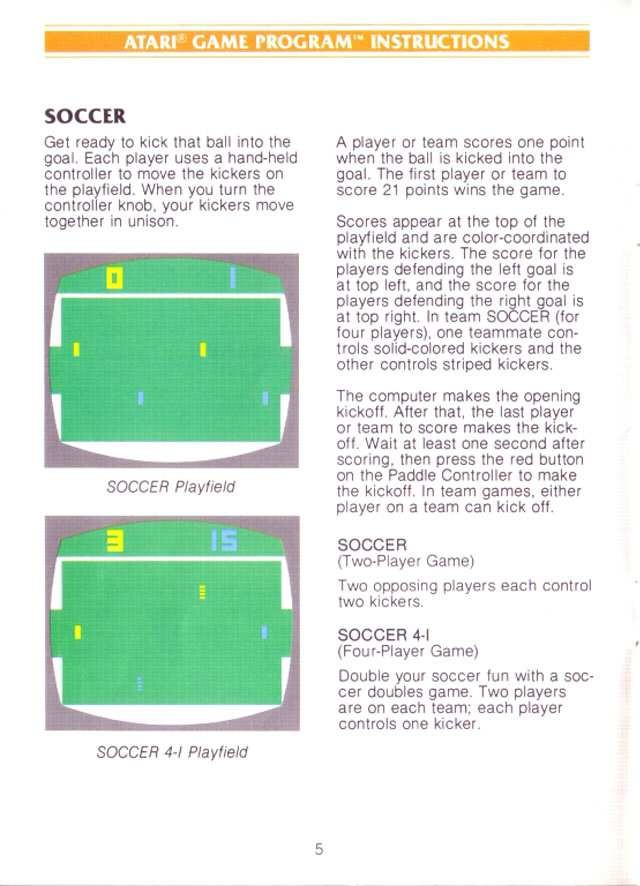 ATARI® GAME PROGRAM™ INSTRUCTIONS
SOCCER
Get ready to kick that ball into the
goal. Each player uses a hand-held
controller to move the kickers on
the playfield. When you turn the
controller knob, your kickers move
together in unison.
0 1
SOCCER Playfield
3 15
SOCCER 4-I Playfield
A player or team scores one point
when the ball is kicked into the
goal. The first player or team to
score 21 points wins the game.
Scores appear at the top of the
playfield and are color-coordinated
with the kickers. The score for the
players defending the left goal is
at top left, and the score for the
players defending the right goal is
at top right. In team SOCCER (for
four players), one teammate con-
trols solid-colored kickers and the
other controls striped kickers.
The computer makes the opening
kickoff. After that, the last player
or team to score makes the kick-
off. Wait at least one second after
scoring, then press the red button
on the Paddle Controller to make
the kickoff. In team games, either
player on a team can kick off.
SOCCER
(Two-Player Game)
Two opposing players each control
two kickers.
SOCCER 4-I
(Four-Player Game)
Double your soccer fun with a soc-
cer doubles game. Two players
are on each team; each player
controls one kicker.
5